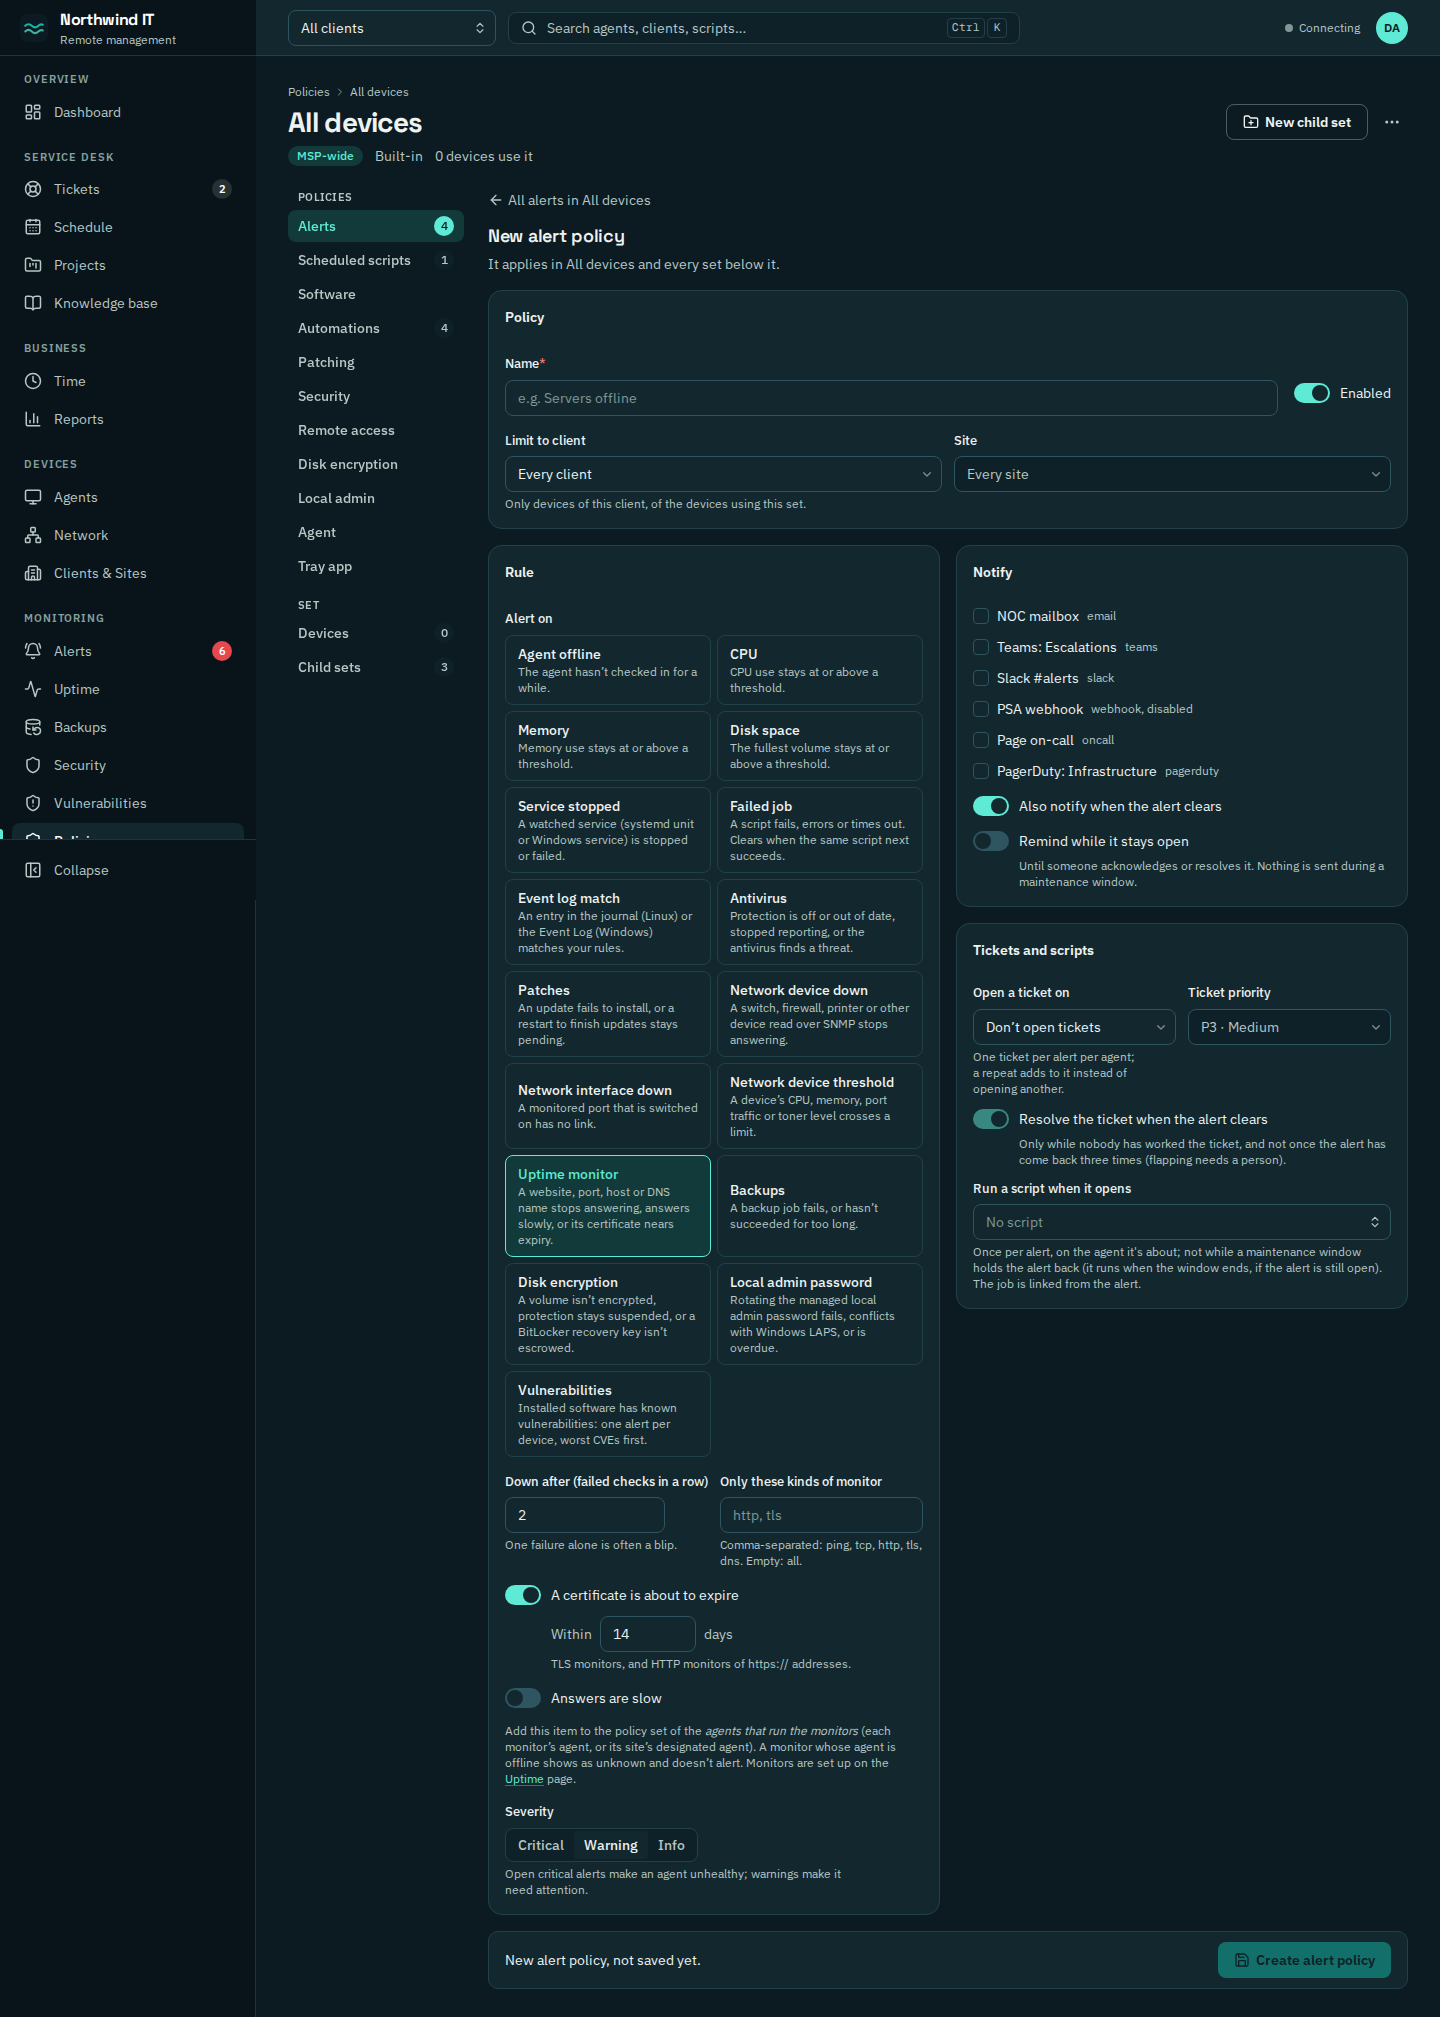 Northwind IT
Remote management
All clients
Search agents, clients, scripts...
Ctrl K
Connecting
DA
OVERVIEW
Dashboard
SERVICE DESK
Tickets 2
Schedule
Projects
Knowledge base
BUSINESS
Time
Reports
DEVICES
Agents
Network
Clients & Sites
MONITORING
Alerts 6
Uptime
Backups
Security
Vulnerabilities
Collapse
Policies > All devices
All devices
New child set
MSP-wide Built-in 0 devices use it
POLICIES
Alerts 4
Scheduled scripts 1
Software
Automations 4
Patching
Security
Remote access
Disk encryption
Local admin
Agent
Tray app
SET
Devices 0
Child sets 3
All alerts in All devices
New alert policy
It applies in All devices and every set below it.
Policy
Name*
e.g. Servers offline
Enabled
Limit to client
Every client
Only devices of this client, of the devices using this set.
Site
Every site
Rule
Alert on
Agent offline
The agent hasn't checked in for a
while.
CPU
CPU use stays at or above a
threshold.
Memory
Memory use stays at or above a
threshold.
Disk space
The fullest volume stays at or
above a threshold.
Service stopped
A watched service (systemd unit
or Windows service) is stopped
or failed.
Failed job
A script fails, errors or times out.
Clears when the same script next
succeeds.
Event log match
An entry in the journal (Linux) or
the Event Log (Windows)
matches your rules.
Antivirus
Protection is off or out of date,
stopped reporting, or the
antivirus finds a threat.
Patches
An update fails to install, or a
restart to finish updates stays
pending.
Network device down
A switch, firewall, printer or other
device read over SNMP stops
answering.
Network interface down
A monitored port that is switched
on has no link.
Network device threshold
A device's CPU, memory, port
traffic or toner level crosses a
limit.
Uptime monitor
A website, port, host or DNS
name stops answering, answers
slowly, or its certificate nears
expiry.
Backups
A backup job fails, or hasn't
succeeded for too long.
Disk encryption
A volume isn't encrypted,
protection stays suspended, or a
BitLocker recovery key isn't
escrowed.
Local admin password
Rotating the managed local
admin password fails, conflicts
with Windows LAPS, or is
overdue.
Vulnerabilities
Installed software has known
vulnerabilities: one alert per
device, worst CVEs first.
Down after (failed checks in a row)
2
One failure alone is often a blip.
Only these kinds of monitor
http, tls
Comma-separated: ping, tcp, http, tls,
dns. Empty: all.
A certificate is about to expire
Within 14 days
TLS monitors, and HTTP monitors of https:// addresses.
Answers are slow
Add this item to the policy set of the agents that run the monitors (each
monitor's agent, or its site's designated agent). A monitor whose agent is
offline shows as unknown and doesn't alert. Monitors are set up on the
Uptime page.
Severity
Critical Warning Info
Open critical alerts make an agent unhealthy; warnings make it
need attention.
Notify
NOC mailbox email
Teams: Escalations teams
Slack #alerts slack
PSA webhook webhook, disabled
Page on-call oncall
PagerDuty: Infrastructure pagerduty
Also notify when the alert clears
Remind while it stays open
Until someone acknowledges or resolves it. Nothing is sent during a
maintenance window.
Tickets and scripts
Open a ticket on
Don't open tickets
One ticket per alert per agent;
a repeat adds to it instead of
opening another.
Ticket priority
P3 · Medium
Resolve the ticket when the alert clears
Only while nobody has worked the ticket, and not once the alert has
come back three times (flapping needs a person).
Run a script when it opens
No script
Once per alert, on the agent it's about; not while a maintenance window
holds the alert back (it runs when the window ends, if the alert is still open).
The job is linked from the alert.
New alert policy, not saved yet.
Create alert policy